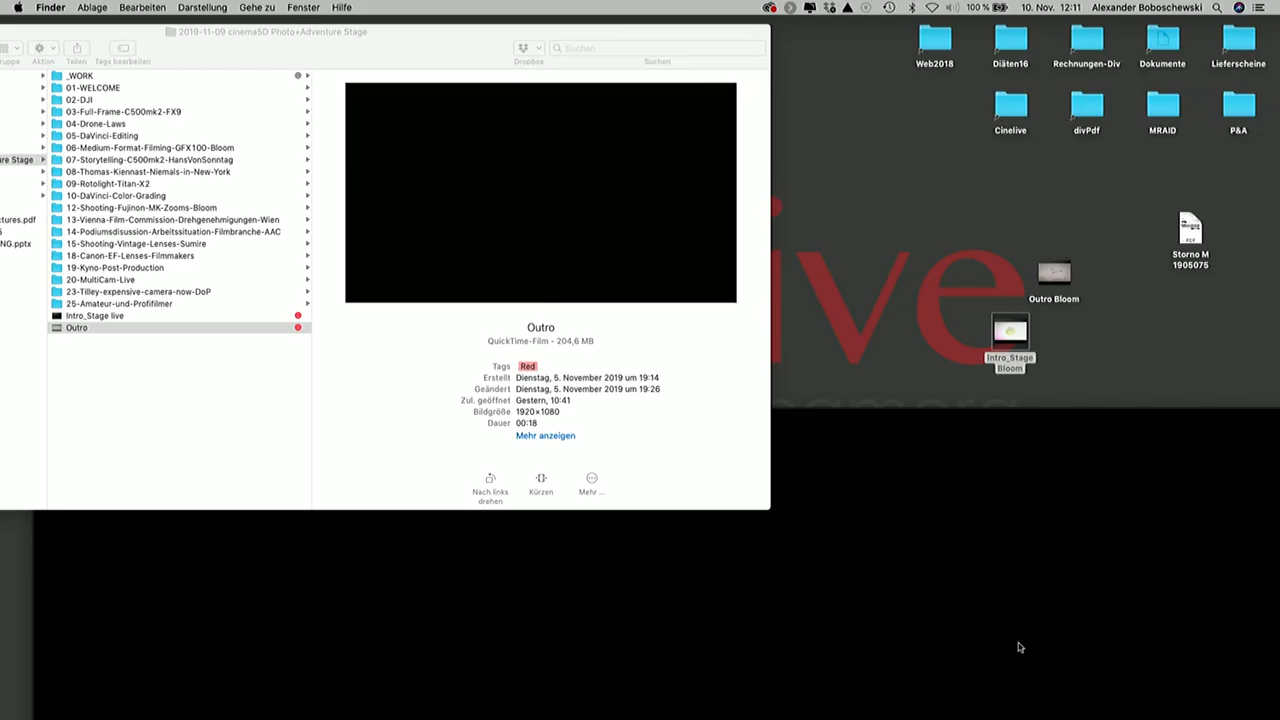 Finder Ablage Bearbeiten Darstellung Gehe zu Fenster Hilfe 100 % 10. Nov. 12:11 Alexander Boboschewski
2019-11-09 cinema5D Photo+Adventure Stage
Suchen
Aktion Teilen Tags bearbeiten Dropbox Suchen
_WORK
01-WELCOME
02-DJI
03-Full-Frame-C500mk2-FX9
04-Drone-Laws
05-DaVinci-Editing
06-Medium-Format-Filming-GFX100-Bloom
07-Storytelling-C500mk2-HansVonSonntag
08-Thomas-Kiennast-Niemals-in-New-York
09-Rotolight-Titan-X2
10-DaVinci-Color-Grading
12-Shooting-Fujinon-MK-Zooms-Bloom
13-Vienna-Film-Commission-Drehgenehmigungen-Wien
14-Podiumsdisussion-Arbeitssituation-Filmbranche-AAC
15-Shooting-Vintage-Lenses-Sumire
18-Canon-EF-Lenses-Filmmakers
19-Kyno-Post-Production
20-MultiCam-Live
23-Tilley-expensive-camera-now-DoP
25-Amateur-und-Profifilmer
Intro_Stage live
Outro
ure Stage
ctures.pdf
NG.pptx
Outro
QuickTime-Film - 204,6 MB
Tags Red
Erstellt Dienstag, 5. November 2019 um 19:14
Geändert Dienstag, 5. November 2019 um 19:26
Zul. geöffnet Gestern, 10:41
Bildgröße 1920×1080
Dauer 00:18
Mehr anzeigen
Nach links
drehen
Kürzen
Mehr ...
Web2018 Diäten16 Rechnungen-Div Dokumente Lieferscheine
Cinelive divPdf MRAID P&A
PDF
Storno M
1905075
Outro Bloom
Intro_Stage
Bloom
ive